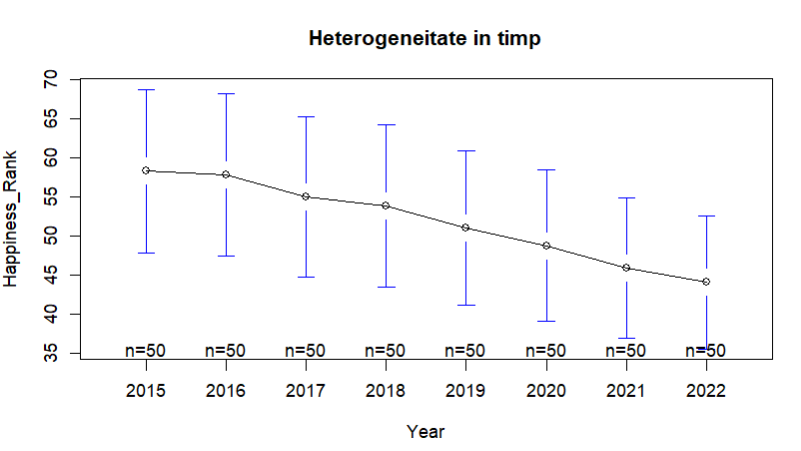 Heterogeneitate in timp
Happiness_Rank
70
65
60
55
50
45
40
35
n=50 n=50 n=50 n=50 n=50 n=50 n=50 n=50
2015 2016 2017 2018 2019 2020 2021 2022
Year